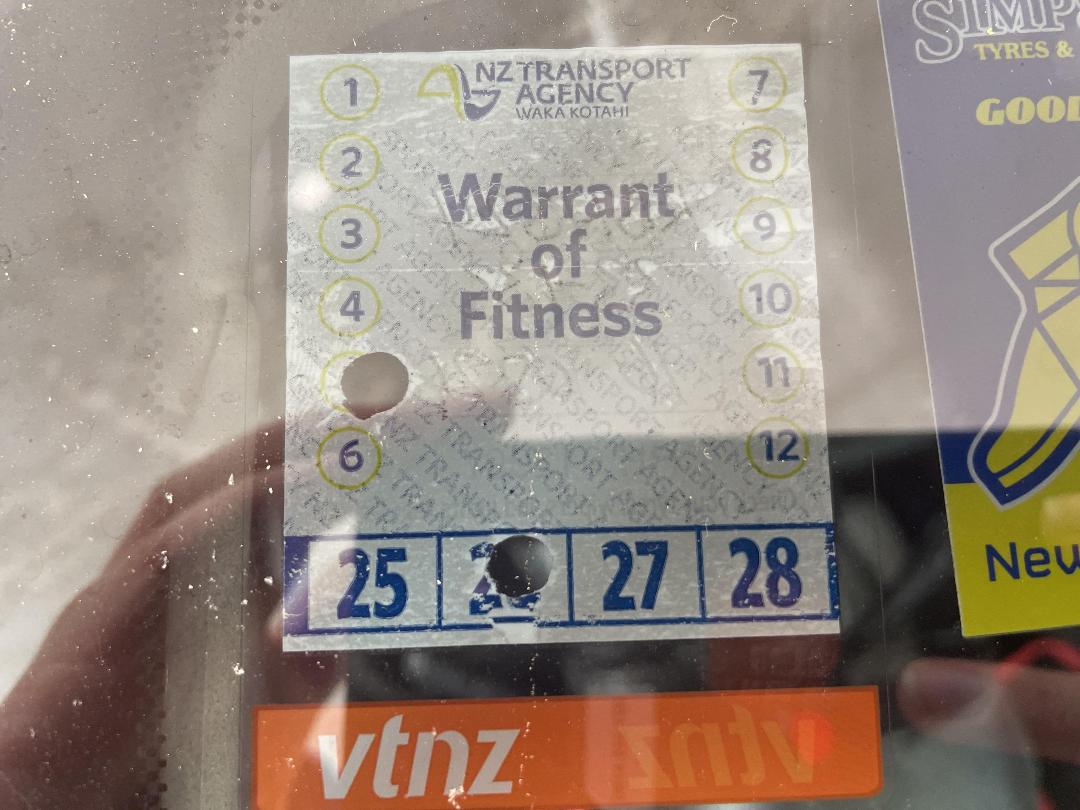 NZ TRANSPORT
AGENCY
WAKA KOTAHI
Warrant
of
Fitness
1
2
3
4
6
7
8
9
10
11
12
25
27
28
vtnz
TYRES &
New